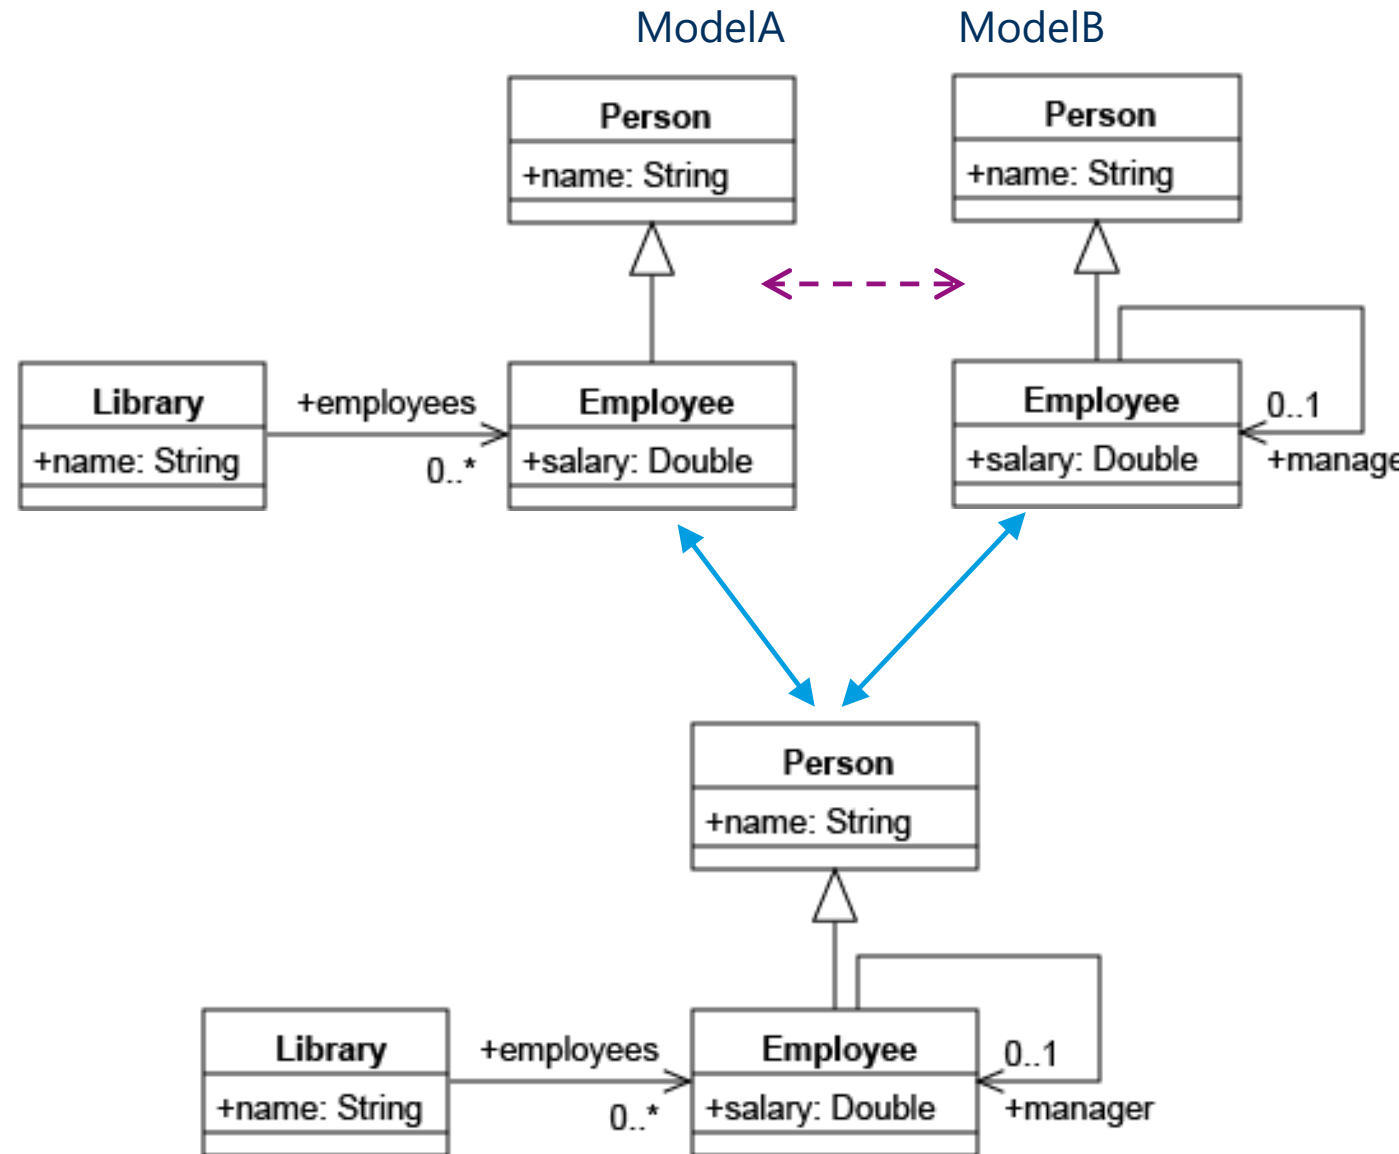 ModelA
ModelB
Person
+name: String
Person
+name: String
Library
+name: String
+employees
0..*
Employee
+salary: Double
Employee
+salary: Double
0..1
+manage
Person
+name: String
Library
+name: String
+employees
0..*
Employee
+salary: Double
0..1
+manager